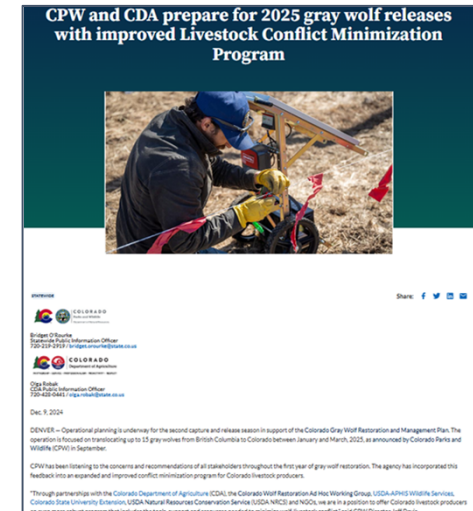 CPW and CDA prepare for 2025 gray wolf releases
with improved Livestock Conflict Minimization
Program
STATEWIDE
Share:
COLORADO
Parks and Wildlife
Bridget O'Rourke
Statewide Public Information Officer
720-219-2919 / bridget.orourke@state.co.us
COLORADO
Department of Agriculture
Olga Robak
CDA Public Information Officer
720-428-0441 / olga.robak@state.co.us
Dec. 9, 2024
DENVER — Operational planning is underway for the second capture and release season in support of the Colorado Gray Wolf Restoration and Management Plan. The
operation is focused on translocating up to 15 gray wolves from British Columbia to Colorado between January and March, 2025, as announced by Colorado Parks and
Wildlife (CPW) in September.
CPW has been listening to the concerns and recommendations of all stakeholders throughout the first year of gray wolf restoration. The agency has incorporated this
feedback into an expanded and improved conflict minimization program for Colorado livestock producers.
"Through partnerships with the Colorado Department of Agriculture (CDA), the Colorado Wolf Restoration Ad Hoc Working Group, USDA-APHIS Wildlife Services,
Colorado State University Extension, USDA Natural Resources Conservation Service (USDA NRCS) and NGOs, we are in a position to offer Colorado livestock producers